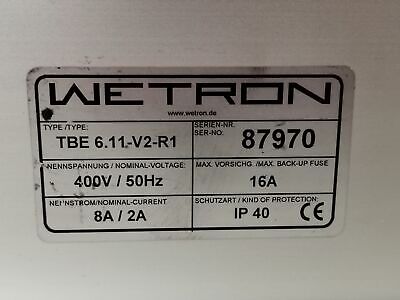 WETRON
www.wetron.de
TYPE /TYPE:
TBE 6.11-V2-R1
SERIEN-NR.
SER-NO:
87970
NENNSPANNUNG / NOMINAL-VOLTAGE:
400V / 50Hz
MAX. VORSICHG. /MAX. BACK-UP FUSE
16A
NENNSTROM/NOMINAL-CURRENT
8A / 2A
SCHUTZART / KIND OF PROTECTION:
IP 40 CE